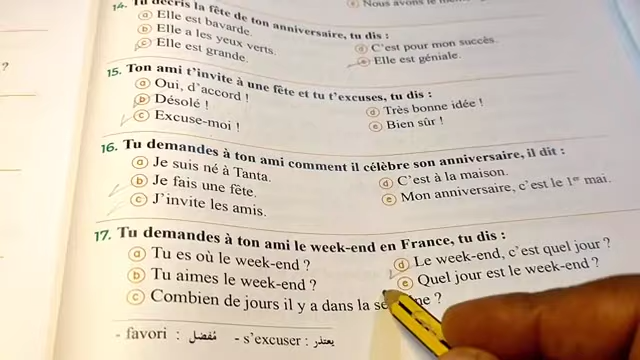 14. Tu décris la fête de ton anniversaire, tu dis :
ⓐ Elle est bavarde.
ⓑ Elle a les yeux verts.
ⓒ Elle est grande.
ⓓ C'est pour mon succès.
ⓔ Elle est géniale.
?
15. Ton ami t'invite à une fête et tu t'excuses, tu dis :
ⓐ Oui, d'accord !
ⓑ Désolé !
ⓒ Excuse-moi !
ⓓ Très bonne idée !
ⓔ Bien sûr !
16. Tu demandes à ton ami comment il célèbre son anniversaire, il dit :
ⓐ Je suis né à Tanta.
ⓑ Je fais une fête.
ⓒ J'invite les amis.
ⓓ C'est à la maison.
ⓔ Mon anniversaire, c'est le 1er mai.
17. Tu demandes à ton ami le week-end en France, tu dis :
ⓐ Tu es où le week-end ?
ⓑ Tu aimes le week-end ?
ⓒ Combien de jours il y a dans la ?
ⓓ Le week-end, c'est quel jour ?
ⓔ Quel jour est le week-end ?
- favori : مُفضل - s'excuser : يعتذر